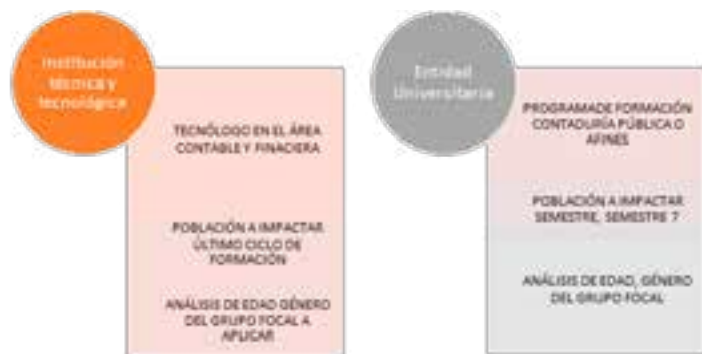 Institución
técnica y
tecnológica
TECNÓLOGO EN EL ÁREA
CONTABLE Y FINACIERA
POBLACIÓN A IMPACTAR
ÚLTIMO CICLO DE
FORMACIÓN
ANÁLISIS DE EDAD GÉNERO
DEL GRUPO FOCAL A
APLICAR
Entidad
Universitaria
PROGRAMADE FORMACIÓN
CONTADURÍA PÚBLICA O
AFINES
POBLACIÓN A IMPACTAR
SEMESTRE, SEMESTRE 7
ANÁLISIS DE EDAD, GÉNERO
DEL GRUPO FOCAL